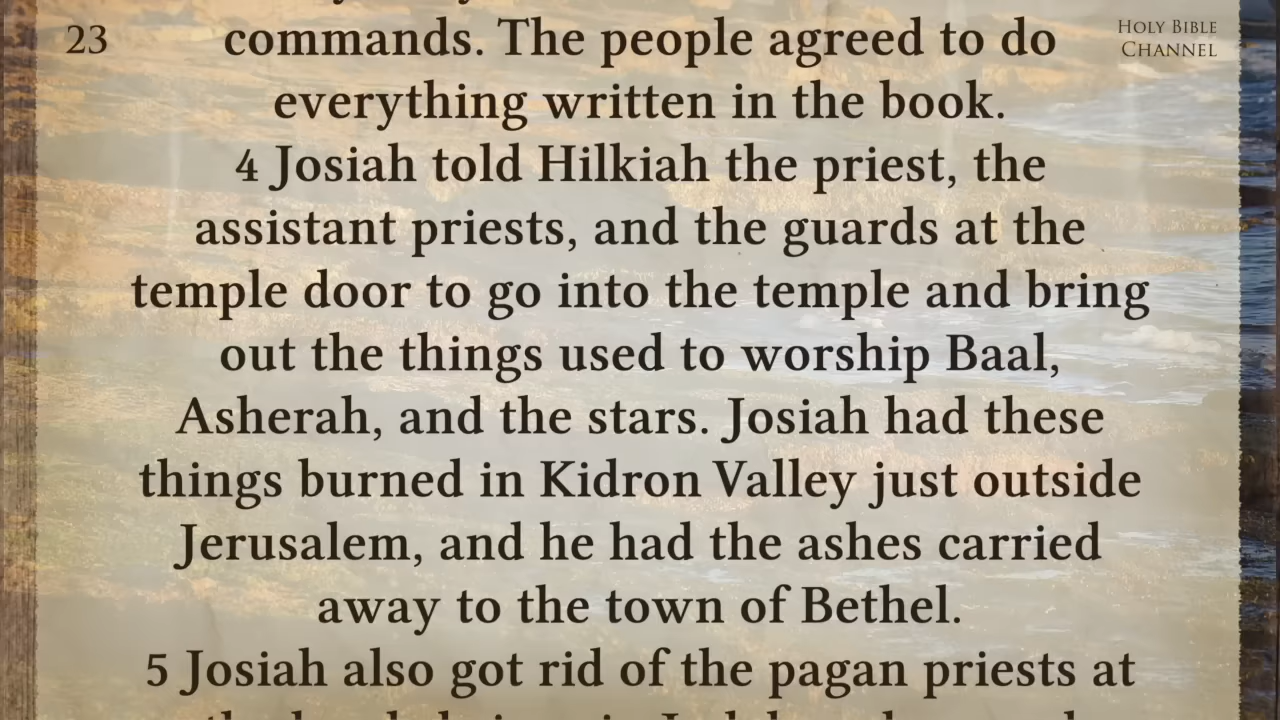 23
HOLY BIBLE
CHANNEL
commands. The people agreed to do
everything written in the book.
4 Josiah told Hilkiah the priest, the
assistant priests, and the guards at the
temple door to go into the temple and bring
out the things used to worship Baal,
Asherah, and the stars. Josiah had these
things burned in Kidron Valley just outside
Jerusalem, and he had the ashes carried
away to the town of Bethel.
5 Josiah also got rid of the pagan priests at